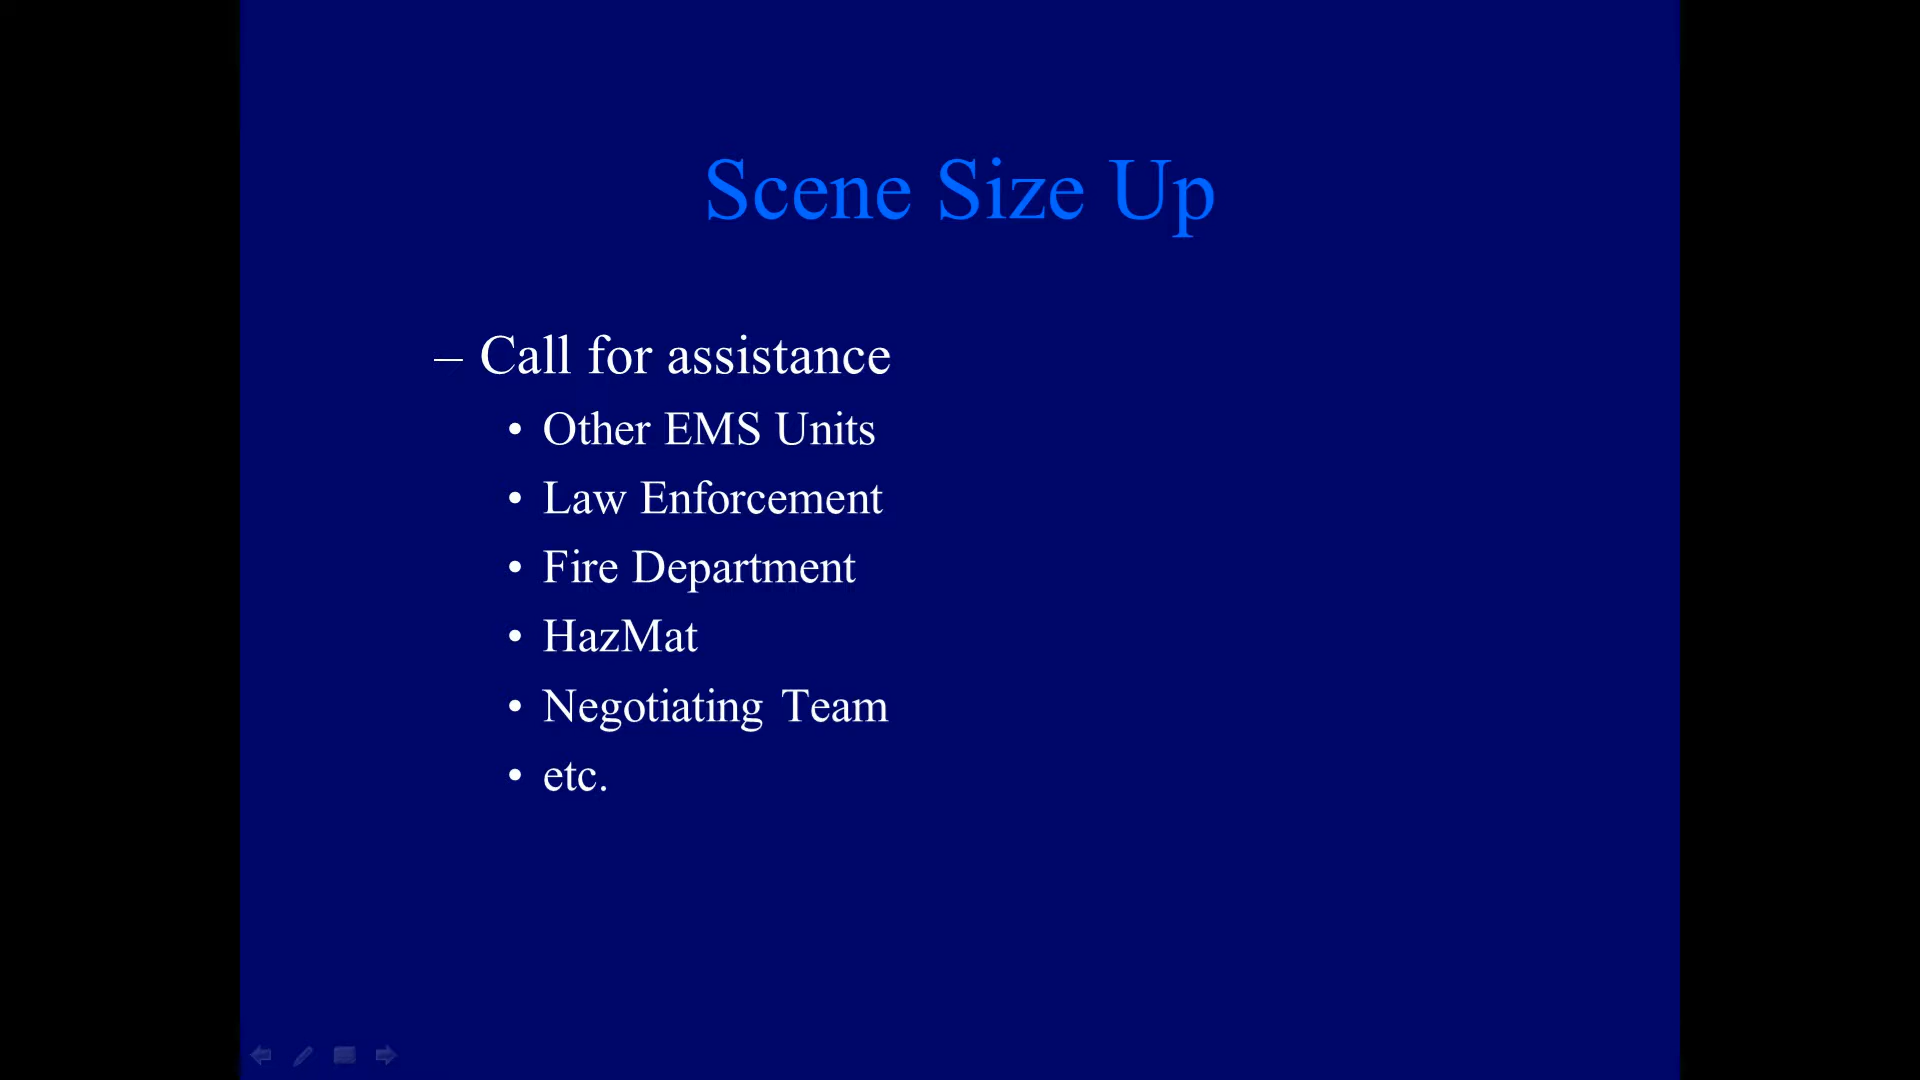 Scene Size Up
– Call for assistance
• Other EMS Units
• Law Enforcement
• Fire Department
• HazMat
• Negotiating Team
• etc.